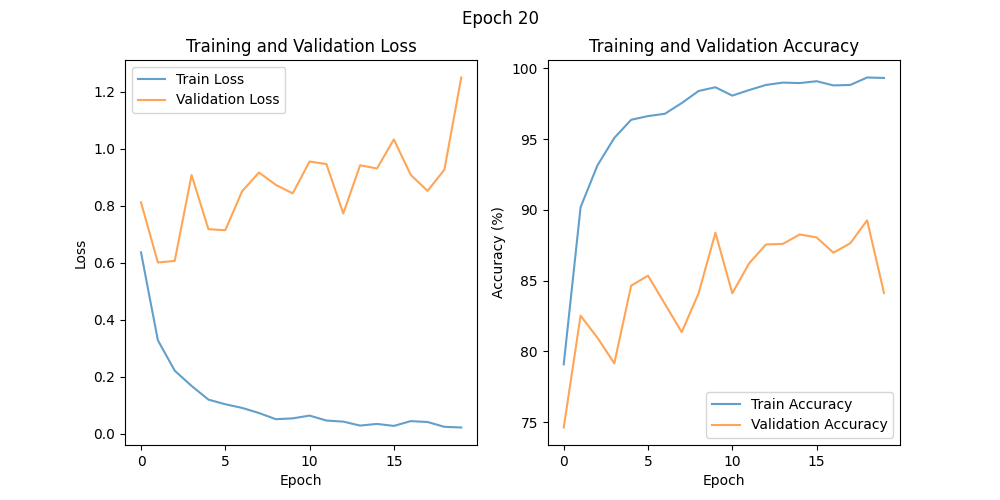 Epoch 20
Training and Validation Loss
Train Loss
Validation Loss
1.2
1.0
0.8
0.6
0.4
0.2
0.0
Loss
0
5
10
15
Epoch
Training and Validation Accuracy
100
95
90
85
80
75
Accuracy (%)
Train Accuracy
Validation Accuracy
0
5
10
15
Epoch